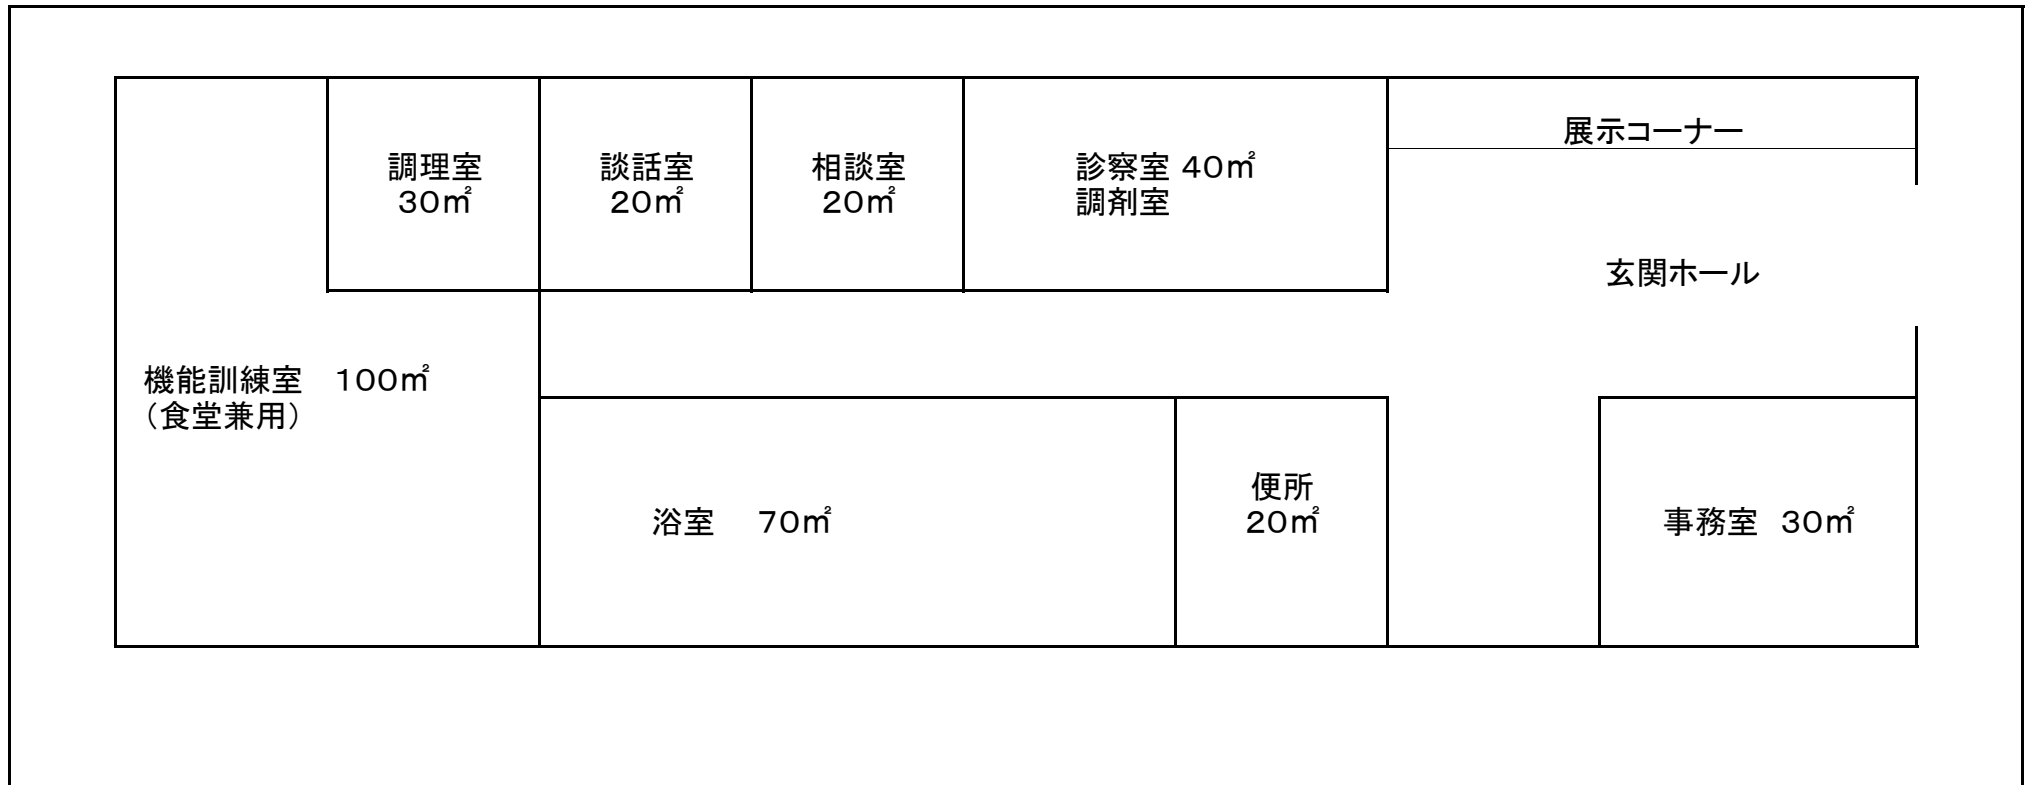 展示コーナー
調理室
30㎡
談話室
20㎡
相談室
20㎡
診察室 40㎡
調剤室
玄関ホール
機能訓練室　100㎡
（食堂兼用）
浴室　70㎡
便所
20㎡
事務室　30㎡